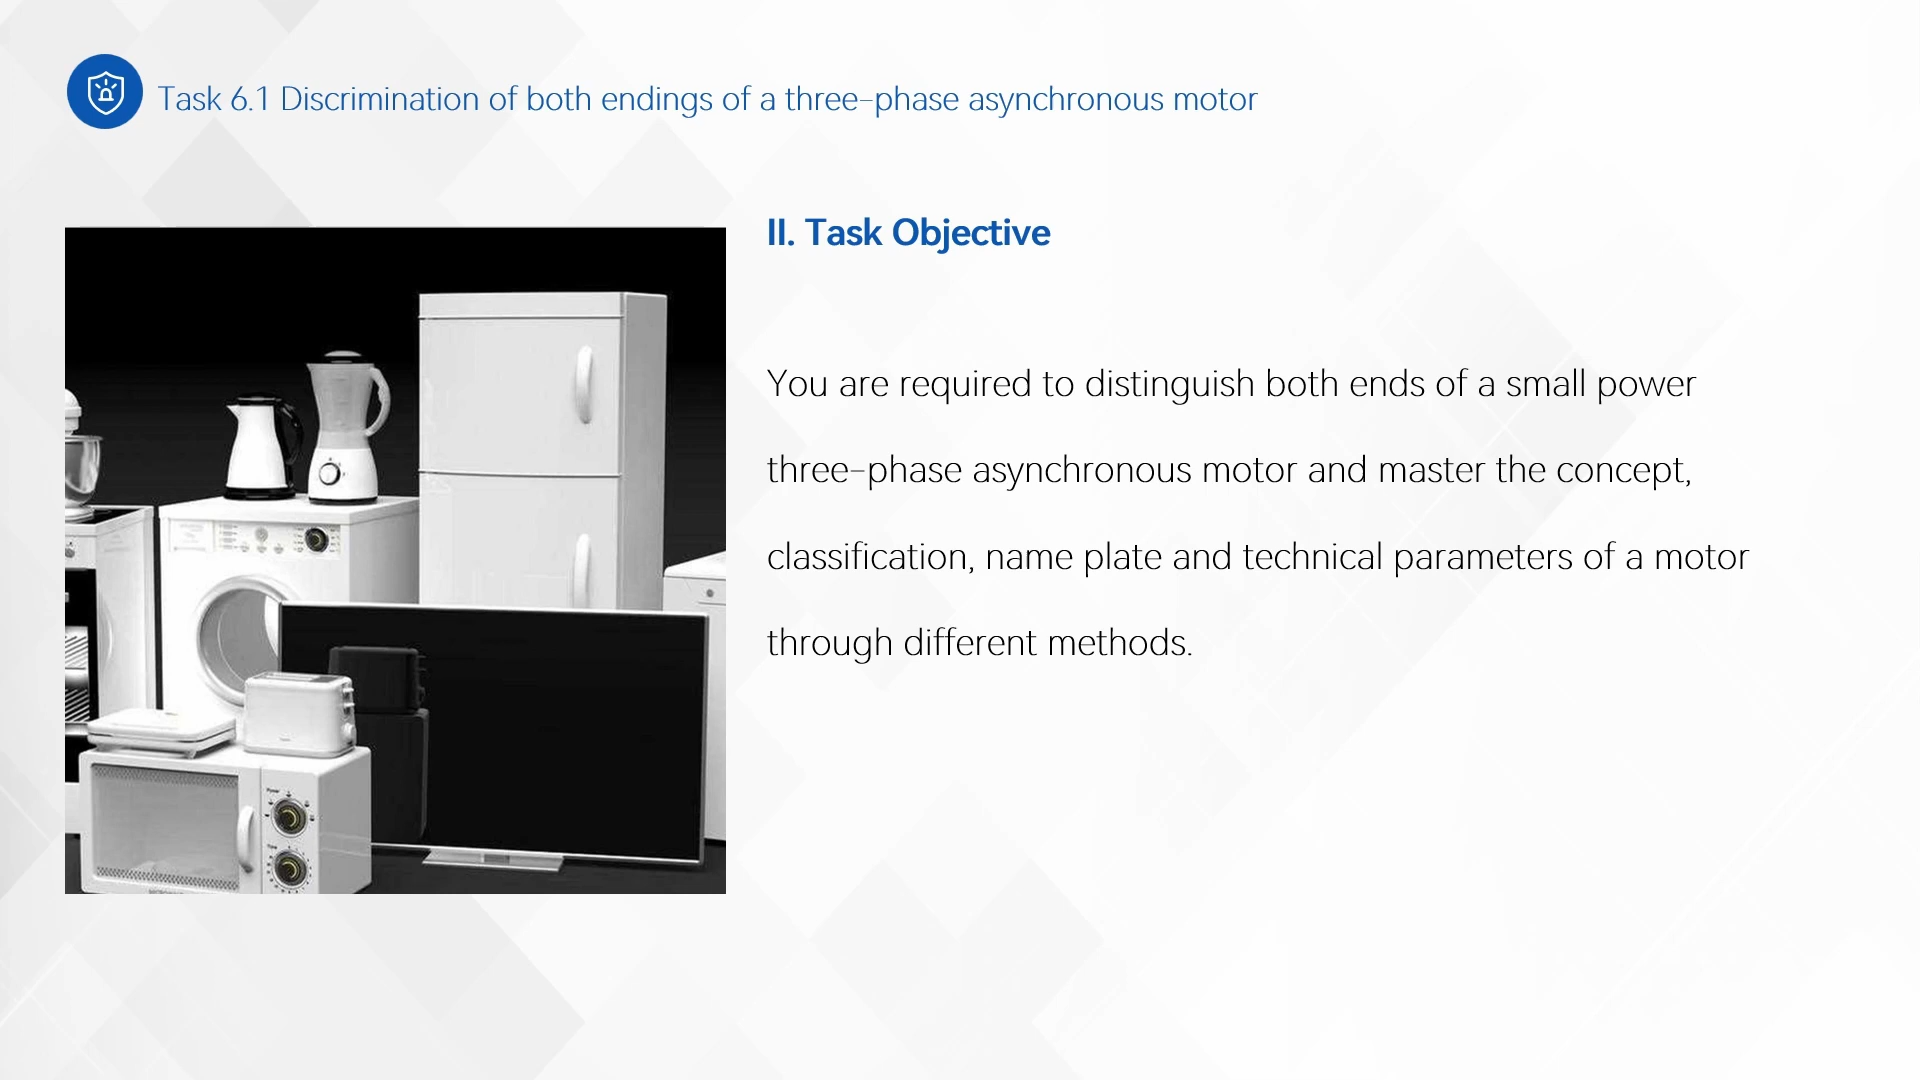 Task 6.1 Discrimination of both endings of a three-phase asynchronous motor
II. Task Objective
You are required to distinguish both ends of a small power
three-phase asynchronous motor and master the concept,
classification, name plate and technical parameters of a motor
through different methods.
Power